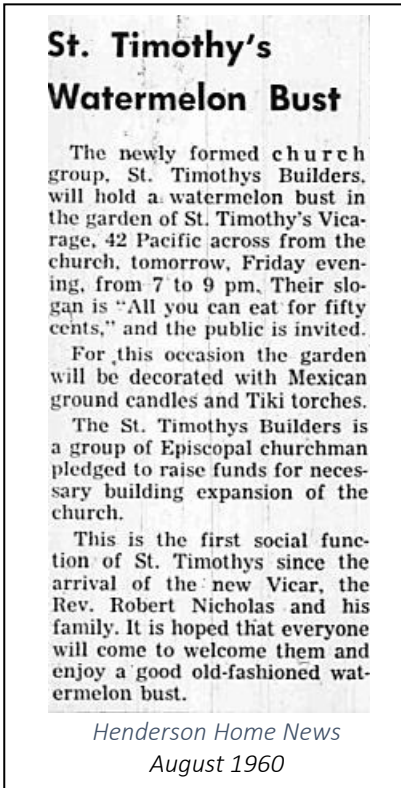 St. Timothy's
Watermelon Bust
The newly formed church
group, St. Timothys Builders,
will hold a watermelon bust in
the garden of St. Timothy's Vica-
rage, 42 Pacific across from the
church, tomorrow, Friday even-
ing, from 7 to 9 pm. Their slo-
gan is "All you can eat for fifty
cents," and the public is invited.
For this occasion the garden
will be decorated with Mexican
ground candles and Tiki torches.
The St. Timothys Builders is
a group of Episcopal churchman
pledged to raise funds for neces-
sary building expansion of the
church.
This is the first social func-
tion of St. Timothys since the
arrival of the new Vicar, the
Rev. Robert Nicholas and his
family. It is hoped that everyone
will come to welcome them and
enjoy a good old-fashioned wat-
ermelon bust.
Henderson Home News
August 1960